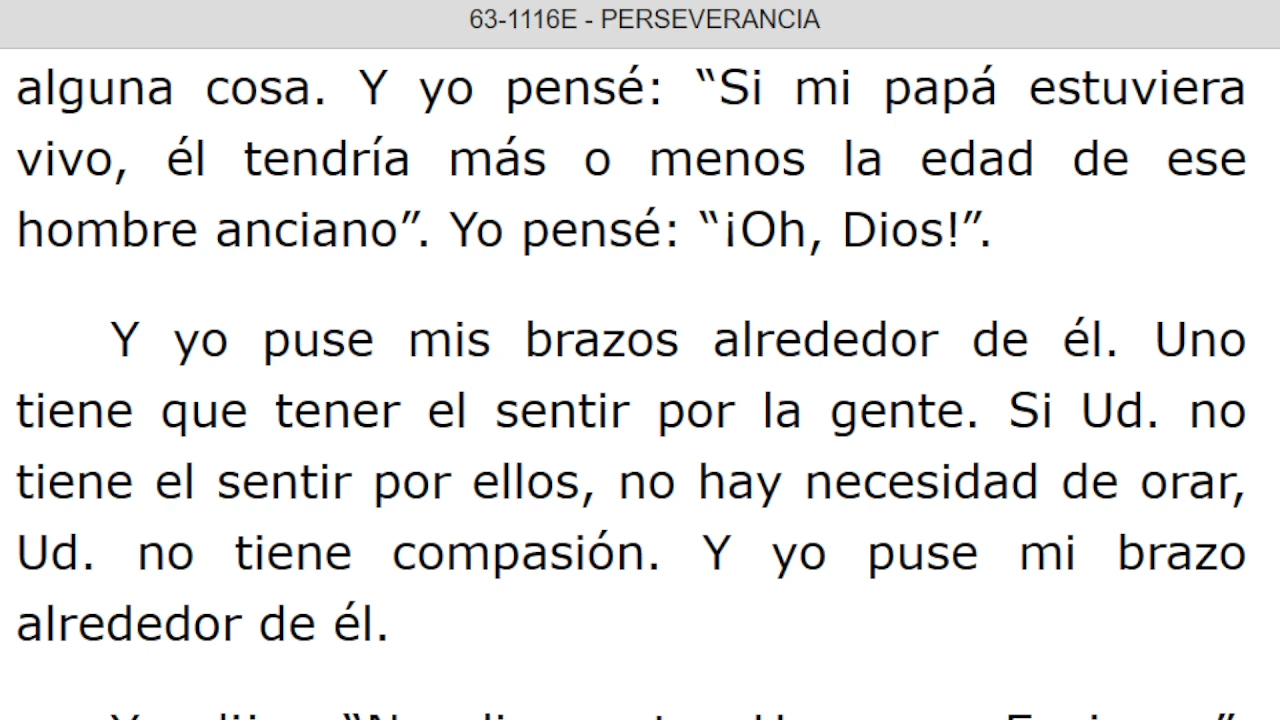 63-1116E - PERSEVERANCIA
alguna cosa. Y yo pensé: “Si mi papá estuviera
vivo, él tendría más o menos la edad de ese
hombre anciano”. Yo pensé: “¡Oh, Dios!”.
Y yo puse mis brazos alrededor de él. Uno
tiene que tener el sentir por la gente. Si Ud. no
tiene el sentir por ellos, no hay necesidad de orar,
Ud. no tiene compasión. Y yo puse mi brazo
alrededor de él.